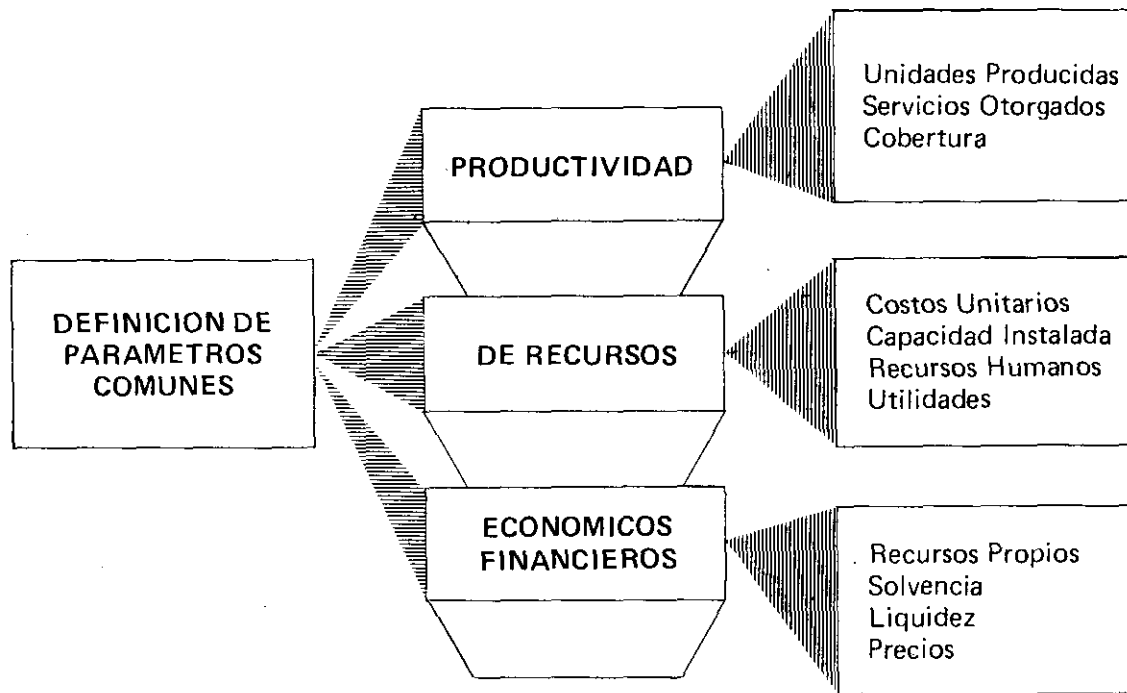 DEFINICION DE
PARAMETROS
COMUNES
PRODUCTIVIDAD
Unidades Producidas
Servicios Otorgados
Cobertura
DE RECURSOS
Costos Unitarios
Capacidad Instalada
Recursos Humanos
Utilidades
ECONOMICOS
FINANCIEROS
Recursos Propios
Solvencia
Liquidez
Precios